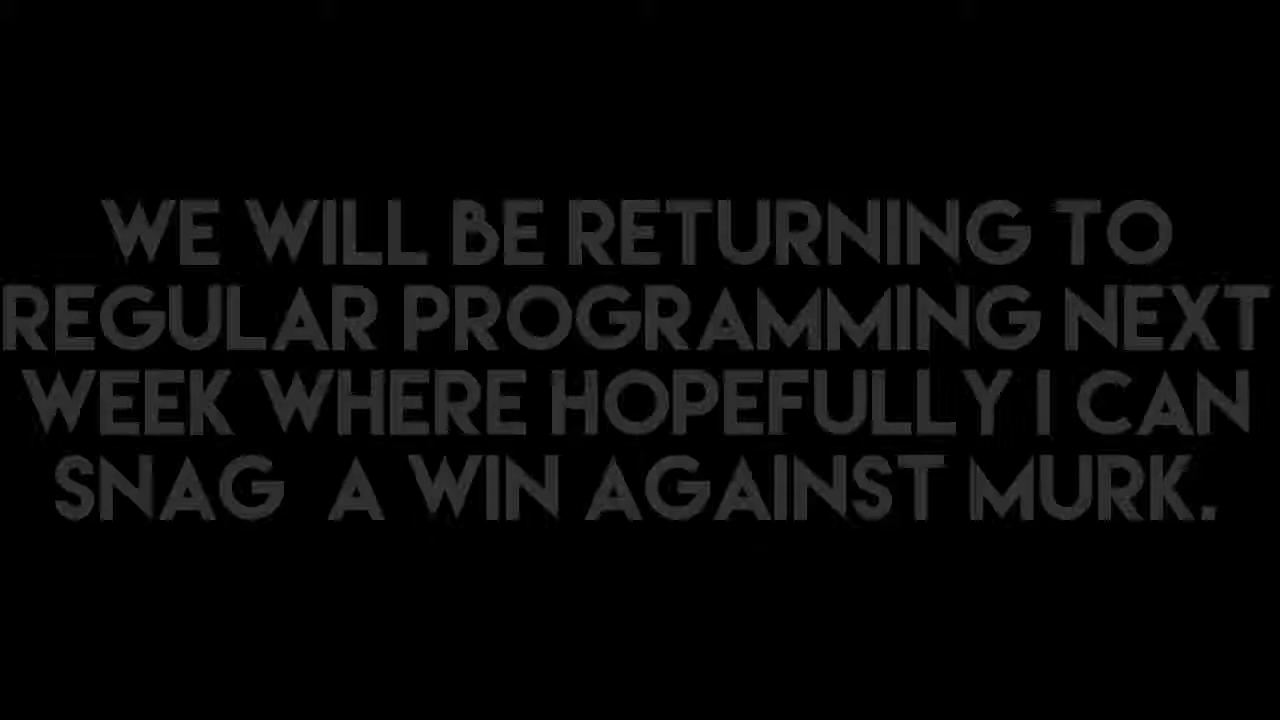 WE WILL BE RETURNING TO
REGULAR PROGRAMMING NEXT
WEEK WHERE HOPEFULLY I CAN
SNAG A WIN AGAINST MURK.